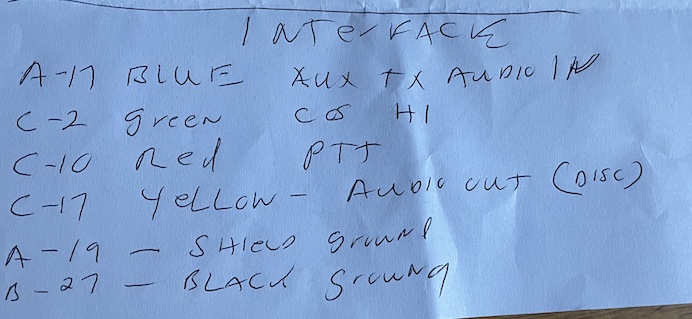 INTerFACE
A-17 BLUE AUX TX AUDIO IN
C-2 green COS HI
C-10 Red PTT
C-17 YeLLOW - AUDIO OUT (DISC)
A-19 - SHIELD ground
B-27 - BLACK Ground